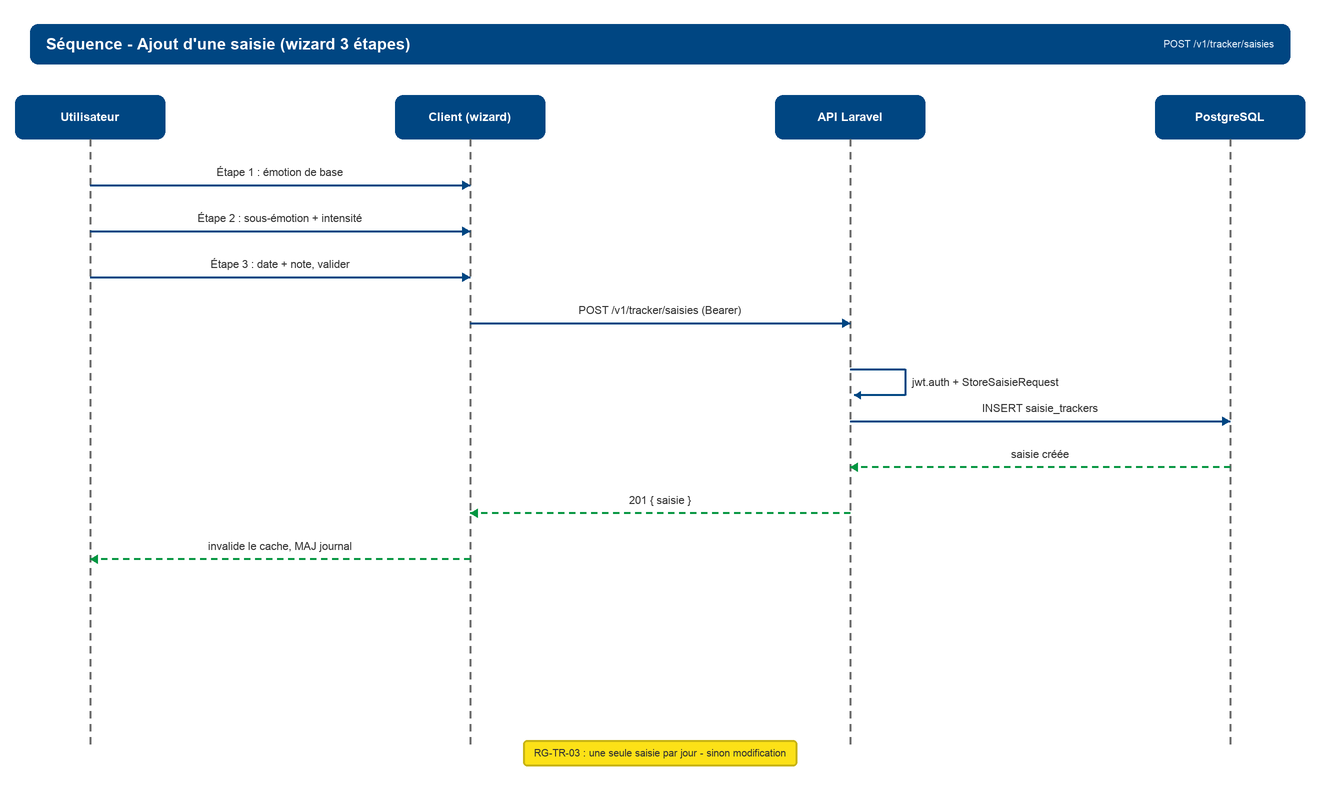 Séquence - Ajout d'une saisie (wizard 3 étapes)
POST /v1/tracker/saisies
Utilisateur
Client (wizard)
API Laravel
PostgreSQL
Étape 1 : émotion de base
Étape 2 : sous-émotion + intensité
Étape 3 : date + note, valider
POST /v1/tracker/saisies (Bearer)
jwt.auth + StoreSaisieRequest
INSERT saisie_trackers
saisie créée
201 { saisie }
invalide le cache, MAJ journal
RG-TR-03 : une seule saisie par jour - sinon modification